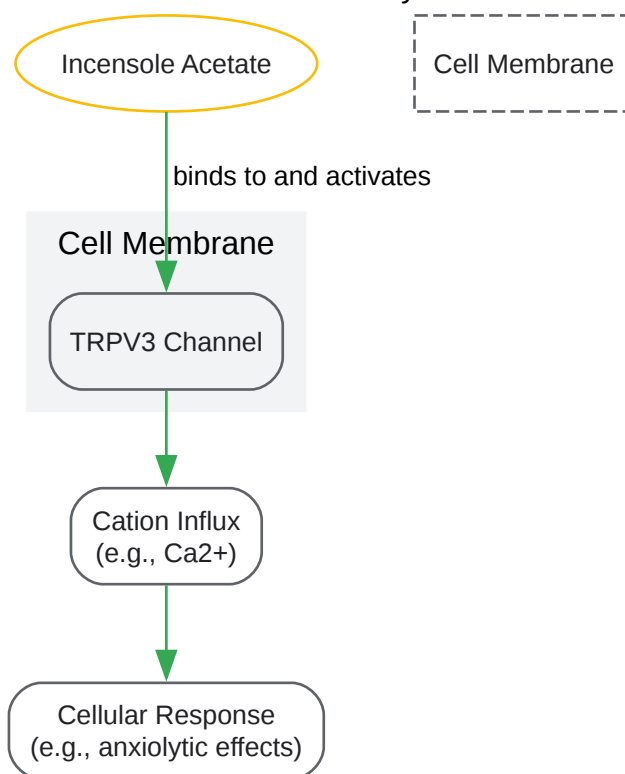 Incensole Acetate
Cell Membrane
binds to and activates
Cell Membrane
TRPV3 Channel
Cation Influx
(e.g., Ca2+)
Cellular Response
(e.g., anxiolytic effects)